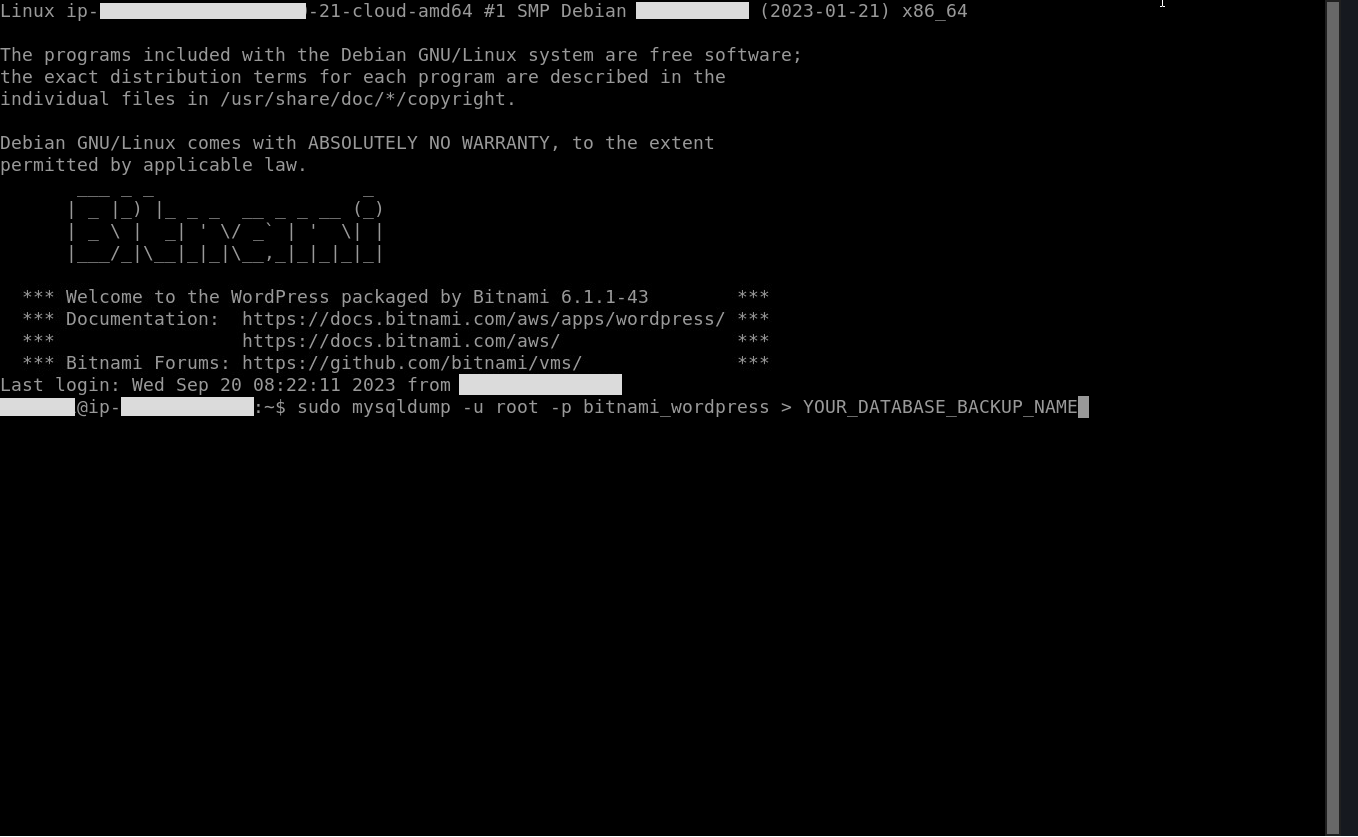 Linux ip- -21-cloud-amd64 #1 SMP Debian (2023-01-21) x86_64
The programs included with the Debian GNU/Linux system are free software;
the exact distribution terms for each program are described in the
individual files in /usr/share/doc/*/copyright.
Debian GNU/Linux comes with ABSOLUTELY NO WARRANTY, to the extent
permitted by applicable law.
       ___ _ _                   _
      | _ |_) |_ _ _  __ _ _ __ (_)
      | _ \ |  _| ' \/ _` | '  \| |
      |___/_|\__|_|_|\__,_|_|_|_|_|
  *** Welcome to the WordPress packaged by Bitnami 6.1.1-43        ***
  *** Documentation:  https://docs.bitnami.com/aws/apps/wordpress/ ***
  ***                 https://docs.bitnami.com/aws/                ***
  *** Bitnami Forums: https://github.com/bitnami/vms/              ***
Last login: Wed Sep 20 08:22:11 2023 from
@ip- :~$ sudo mysqldump -u root -p bitnami_wordpress > YOUR_DATABASE_BACKUP_NAME